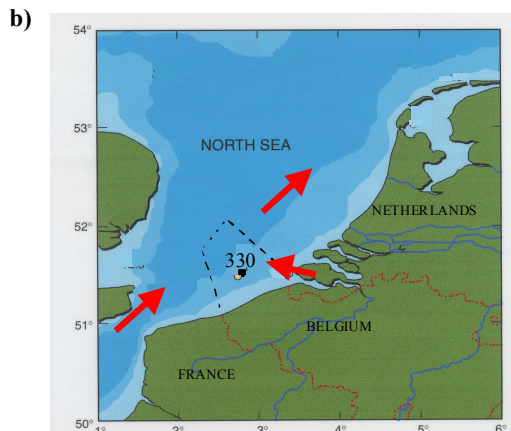 b)
54°
53°
NORTH SEA
NETHERLANDS
52°
330
51°
BELGIUM
FRANCE
50°
1° 2° 3° 4° 5° 6°